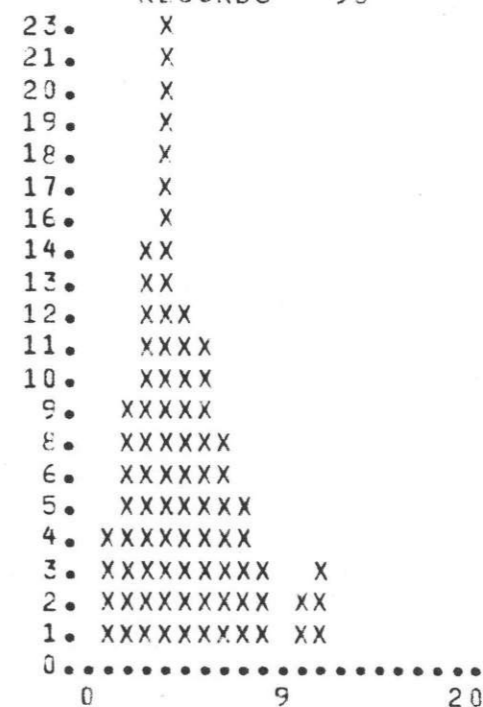 RECORDS
23. X
21. X
20. X
19. X
18. X
17. X
16. X
14. XX
13. XX
12. XXX
11. XXXX
10. XXXX
9. XXXXX
8. XXXXXX
6. XXXXXX
5. XXXXXXX
4. XXXXXXXX
3. XXXXXXXXX X
2. XXXXXXXXX XX
1. XXXXXXXXX XX
0......................
0 9 20